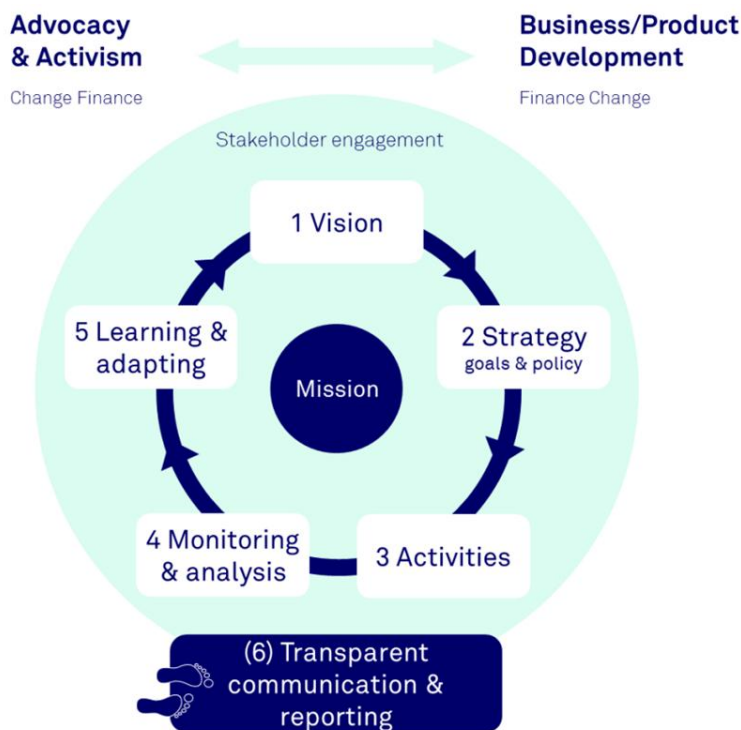 Advocacy
& Activism
Change Finance
Business/Product
Development
Finance Change
Stakeholder engagement
1 Vision
2 Strategy
goals & policy
3 Activities
4 Monitoring
& analysis
5 Learning &
adapting
Mission
(6) Transparent
communication &
reporting